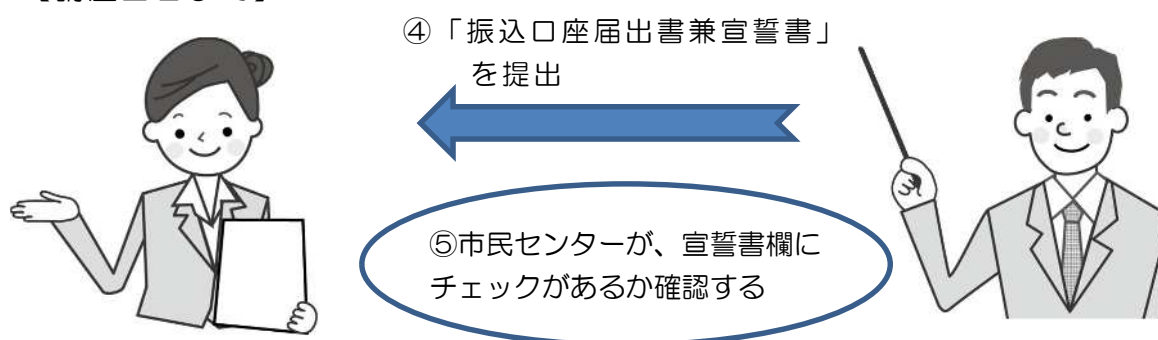 ④「振込口座届出書兼宣誓書」
を提出
⑤市民センターが、宣誓書欄に
チェックがあるか確認する